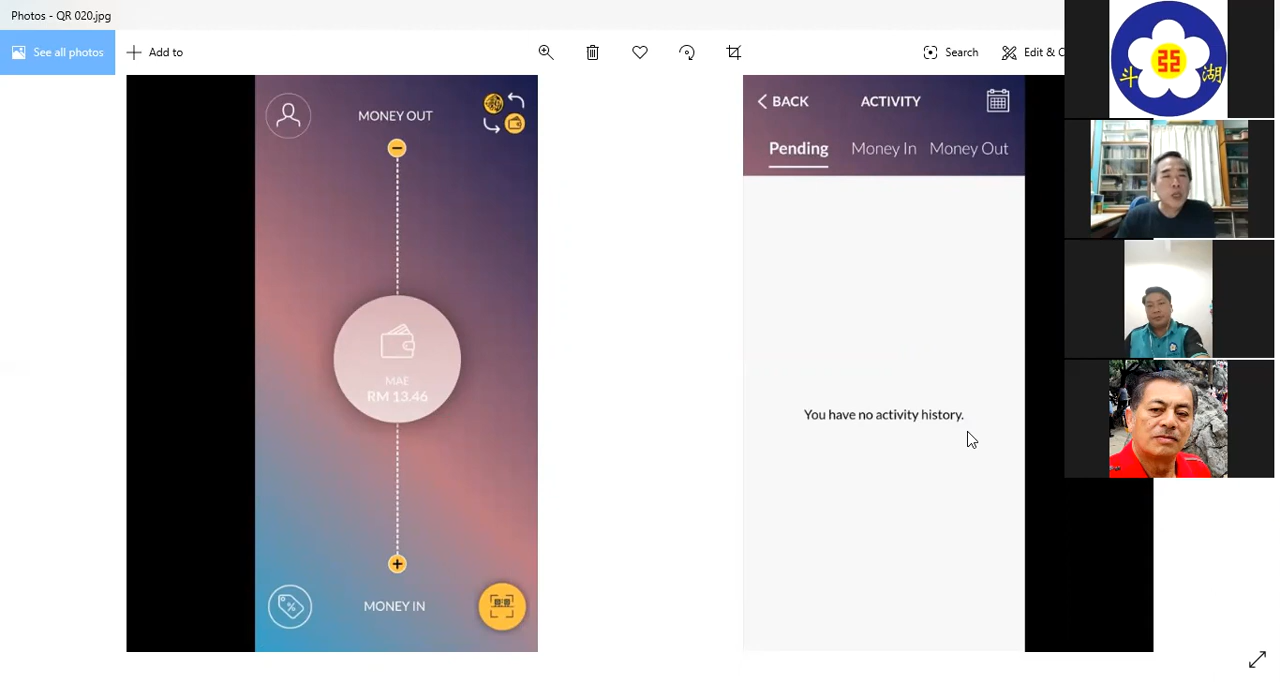 Photos - QR 020.jpg
See all photos
Add to
Search
Edit & C
MONEY OUT
MAE
RM 13.46
MONEY IN
BACK
ACTIVITY
Pending
Money In
Money Out
You have no activity history.
斗 湖